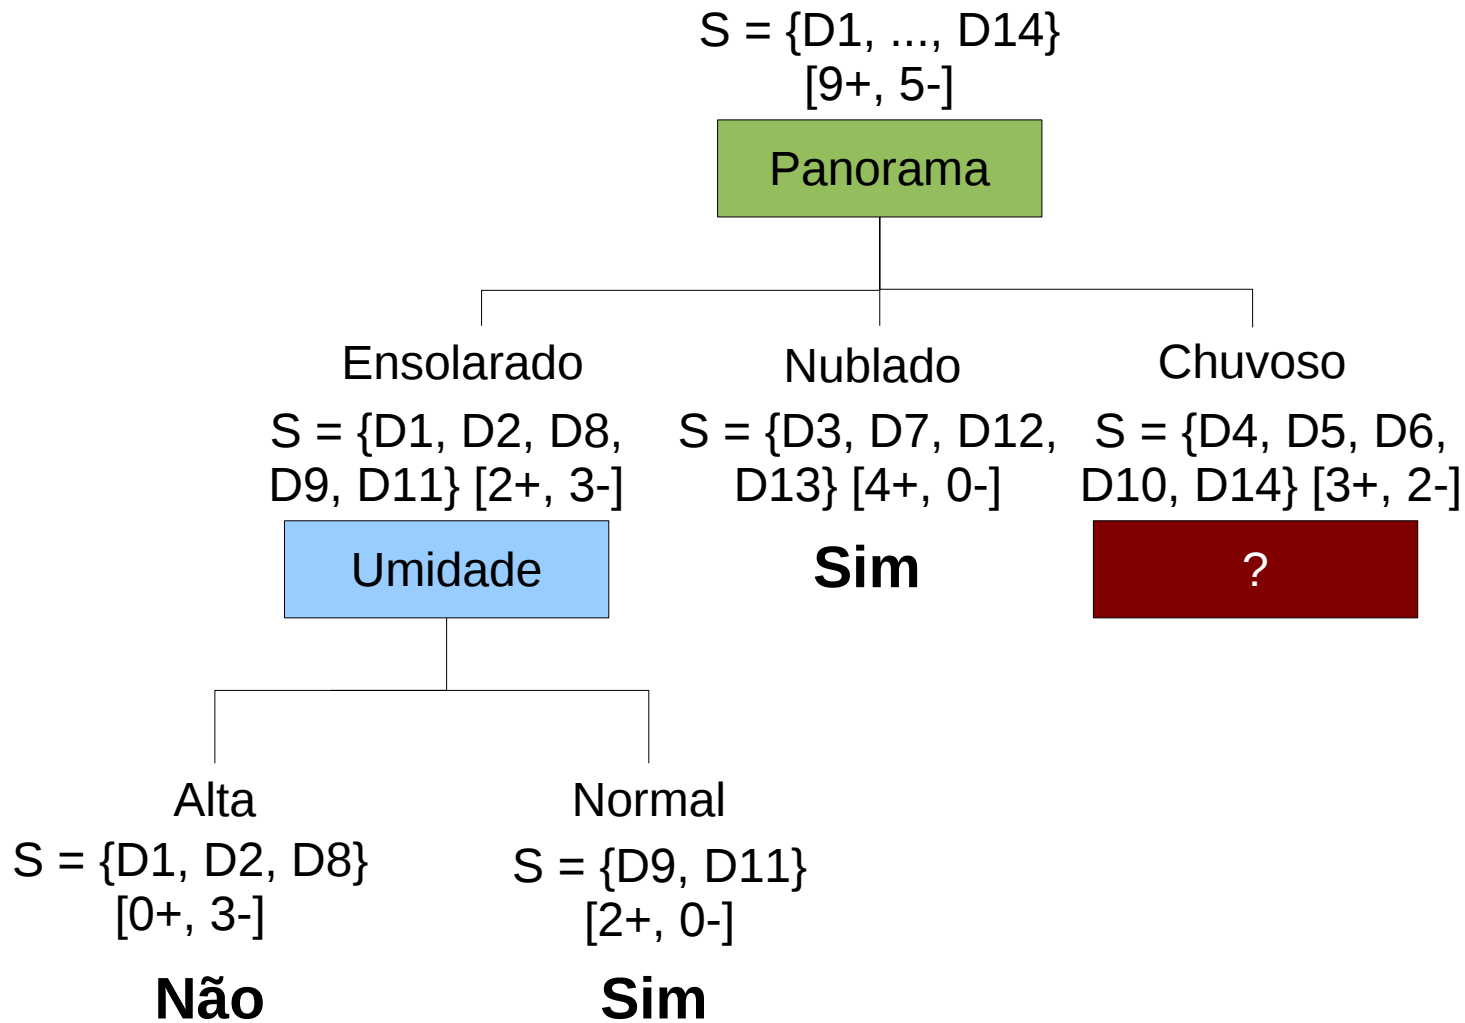 S = {D1, ..., D14}
[9+, 5-]
Panorama
Ensolarado
S = {D1, D2, D8,
D9, D11} [2+, 3-]
Umidade
Nublado
S = {D3, D7, D12,
D13} [4+, 0-]
Sim
Chuvoso
S = {D4, D5, D6,
D10, D14} [3+, 2-]
?
Alta
S = {D1, D2, D8}
[0+, 3-]
Não
Normal
S = {D9, D11}
[2+, 0-]
Sim